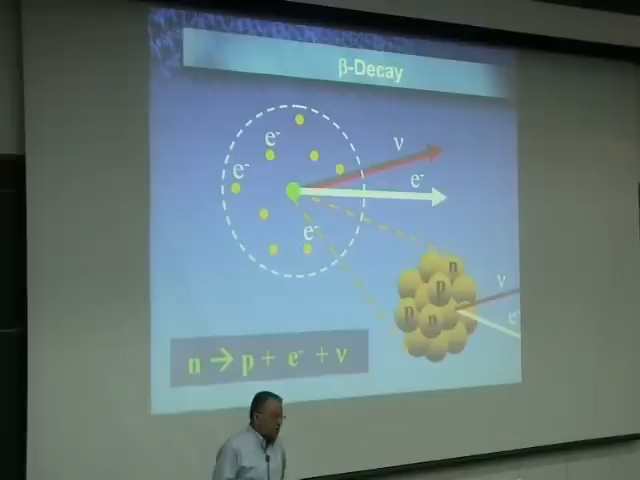 β-Decay
e⁻
ν
e⁻
e⁻
e⁻
n
p
ν
p
n
e⁻
n → p + e⁻ + ν